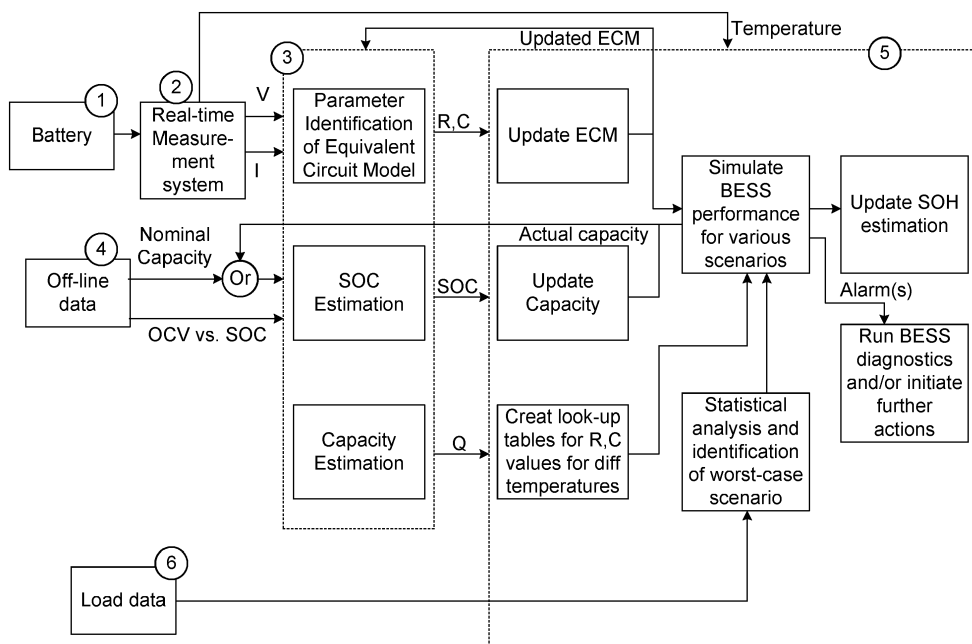 Temperature
Updated ECM
5
3
1
2
Battery
Real-time
Measure-
ment
system
V
I
Parameter
Identification
of Equivalent
Circuit Model
R,C
Update ECM
Simulate
BESS
performance
for various
scenarios
Update SOH
estimation
4
Off-line
data
Nominal
Capacity
Or
OCV vs. SOC
SOC
Estimation
SOC
Actual capacity
Update
Capacity
Alarm(s)
Run BESS
diagnostics
and/or initiate
further
actions
Capacity
Estimation
Q
Creat look-up
tables for R,C
values for diff
temperatures
Statistical
analysis and
identification
of worst-case
scenario
6
Load data